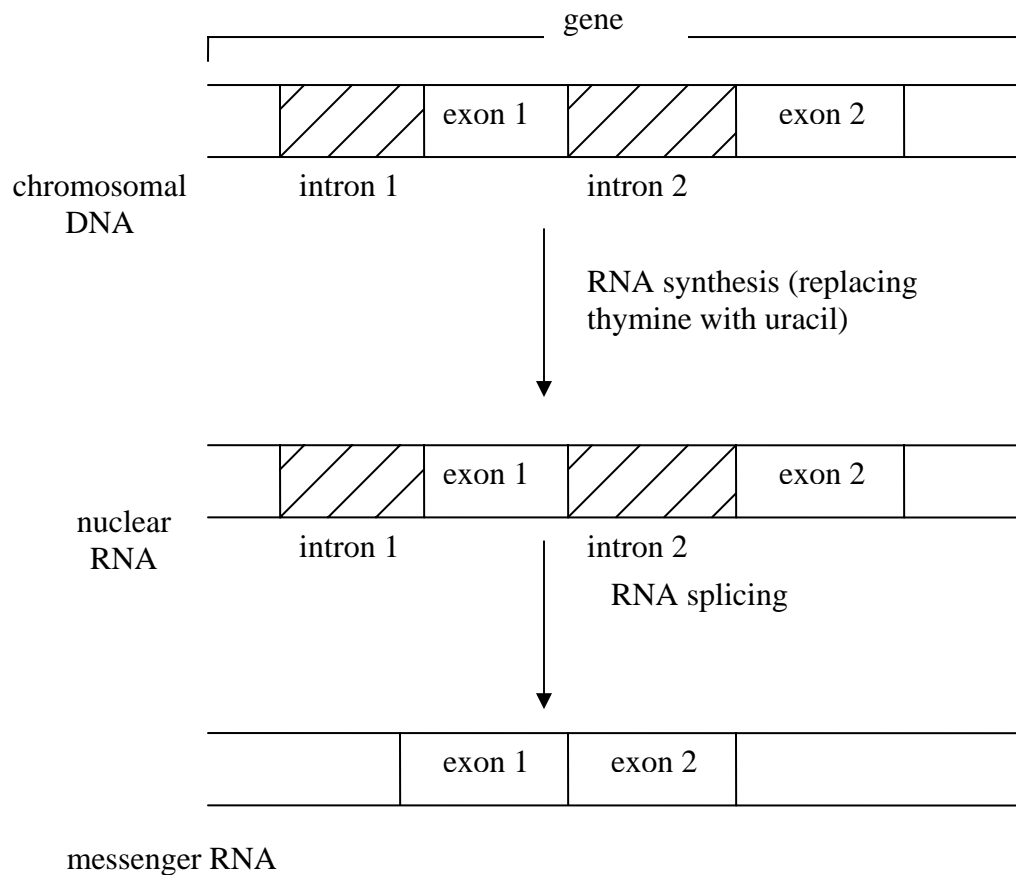 gene
exon 1 exon 2
chromosomal
DNA
intron 1 intron 2
RNA synthesis (replacing
thymine with uracil)
exon 1 exon 2
nuclear
RNA
intron 1 intron 2
RNA splicing
exon 1 exon 2
messenger RNA